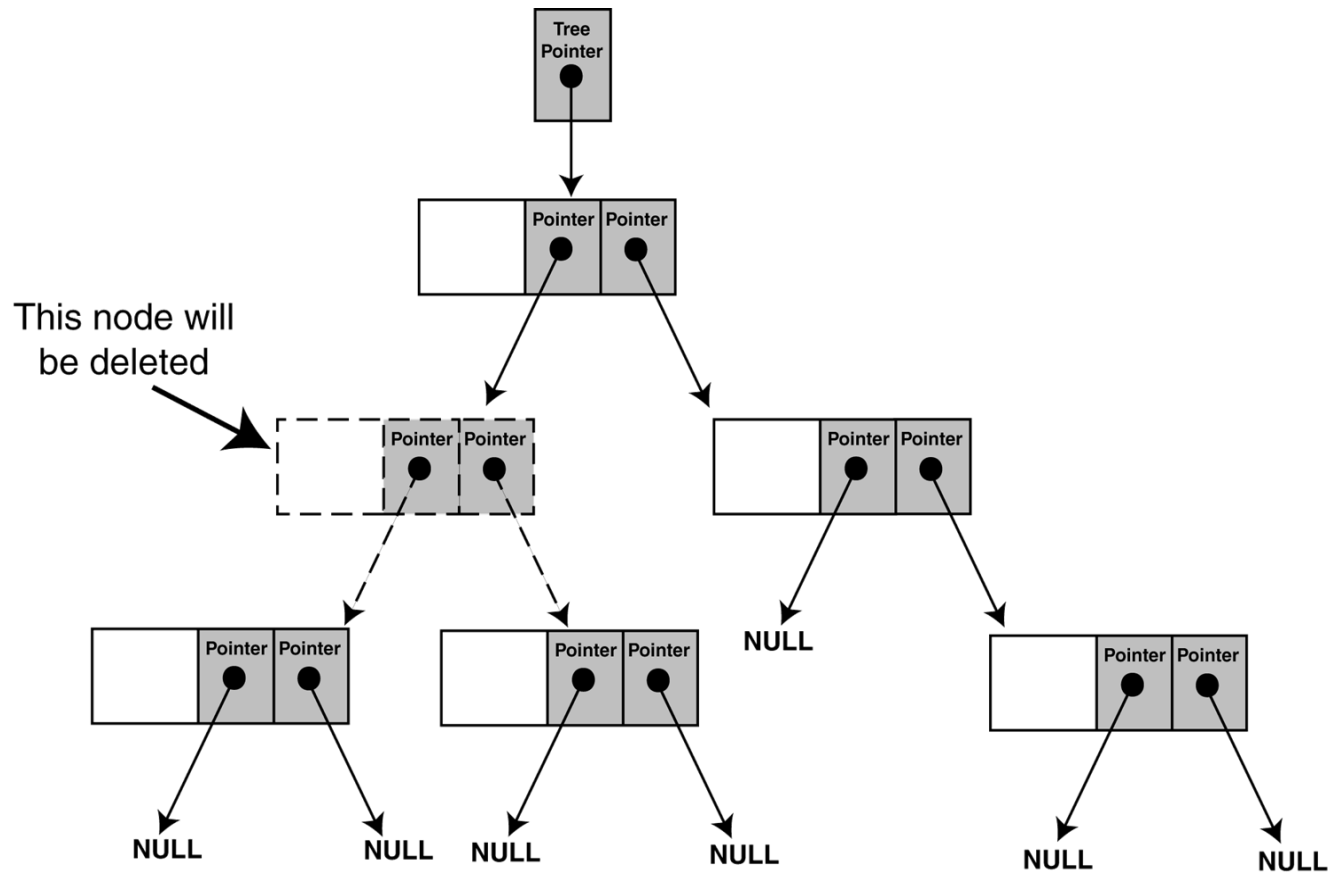 Tree
Pointer
Pointer Pointer
This node will
be deleted
Pointer Pointer
Pointer Pointer
Pointer Pointer
Pointer Pointer
NULL
Pointer Pointer
NULL
NULL
NULL
NULL
NULL
NULL